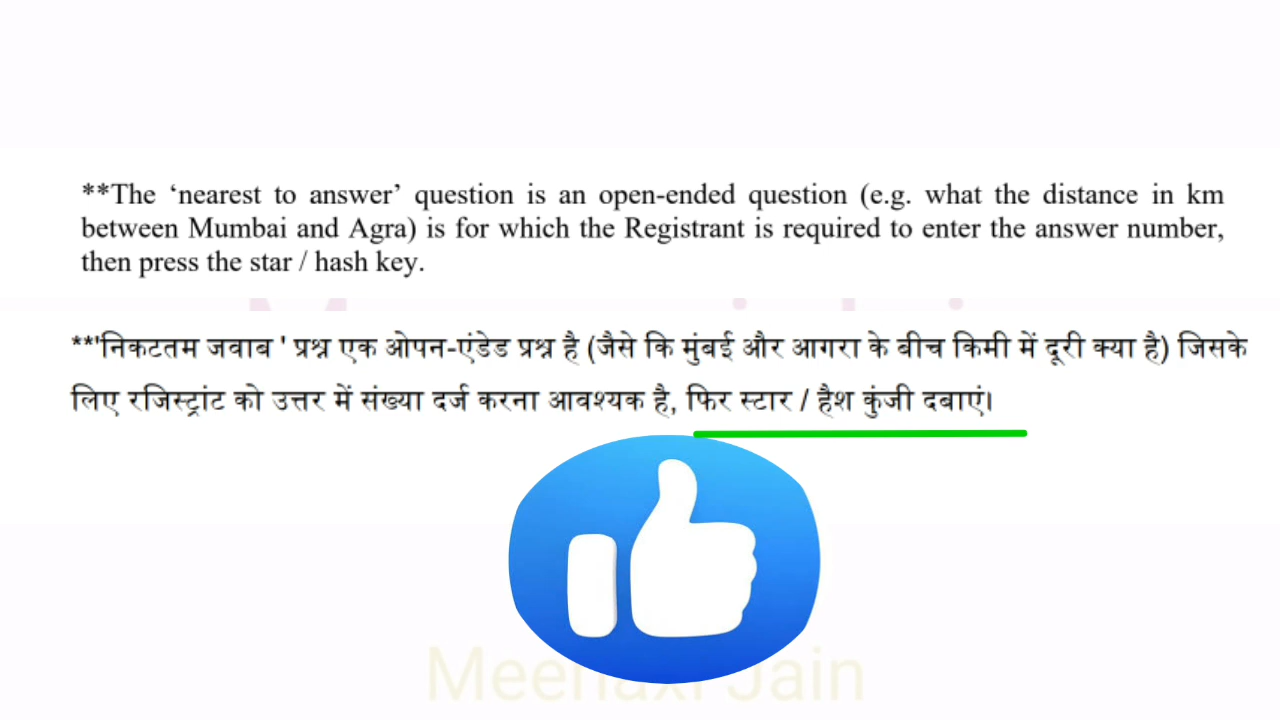 **The ‘nearest to answer’ question is an open-ended question (e.g. what the distance in km
between Mumbai and Agra) is for which the Registrant is required to enter the answer number,
then press the star / hash key.
**'निकटतम जवाब ' प्रश्न एक ओपन-एंडेड प्रश्न है (जैसे कि मुंबई और आगरा के बीच किमी में दूरी क्या है) जिसके
लिए रजिस्ट्रांट को उत्तर में संख्या दर्ज करना आवश्यक है, फिर स्टार / हैश कुंजी दबाएं।
Meenaxi Jain